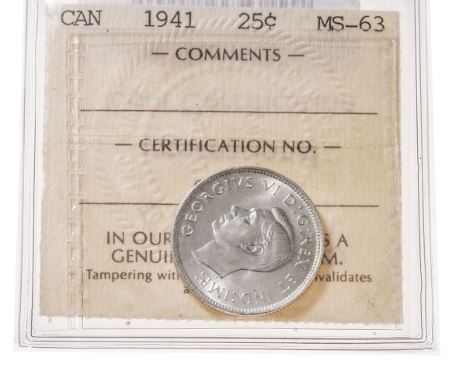 CAN 1941 25¢ MS-63
— COMMENTS —
— CERTIFICATION NO. —
GEORGIVS VI D:G:REX ET IND:IMP:
IN OUR S A
GENUI M.
Tampering wit validates